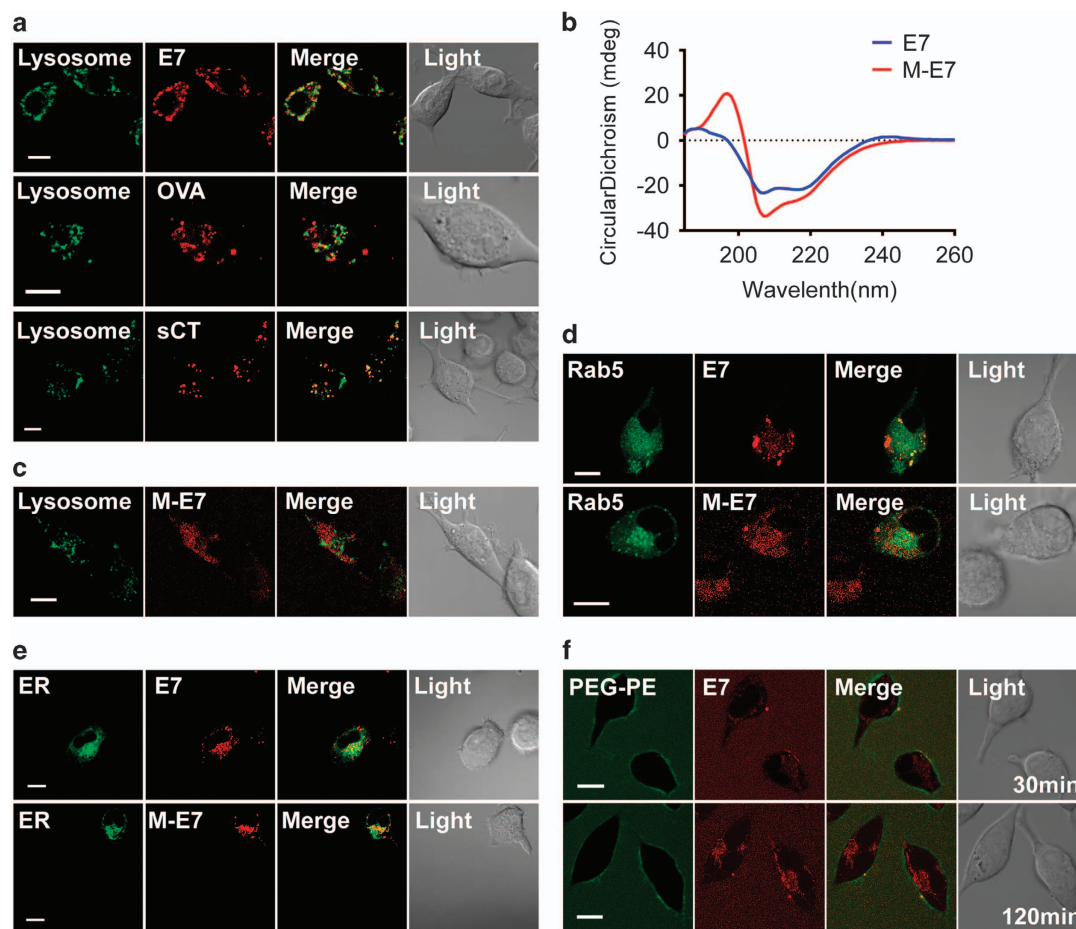 a
Lysosome E7 Merge Light
Lysosome OVA Merge Light
Lysosome sCT Merge Light
b
E7
M-E7
CircularDichroism (mdeg)
40
20
0
-20
-40
200 220 240 260
Wavelenth(nm)
c
Lysosome M-E7 Merge Light
d
Rab5 E7 Merge Light
Rab5 M-E7 Merge Light
e
ER E7 Merge Light
ER M-E7 Merge Light
f
PEG-PE E7 Merge Light
30min
120min